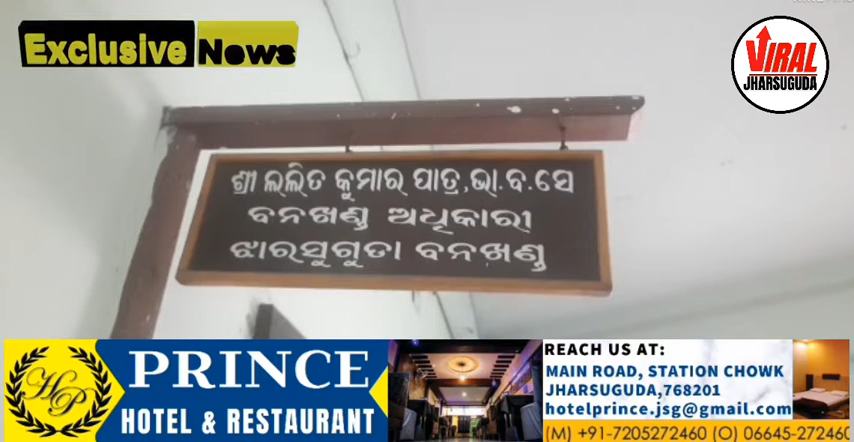 Exclusive News
VIRAL
JHARSUGUDA
ଶ୍ରୀ ଲଲିତ କୁମାର ପାତ୍ର,ଭା.ବ.ସେ
ବନଖଣ୍ଡ ଅଧିକାରୀ
ଝାରସୁଗୁଡା ବନଖଣ୍ଡ
HP
PRINCE
HOTEL & RESTAURANT
REACH US AT:
MAIN ROAD, STATION CHOWK
JHARSUGUDA,768201
hotelprince.jsg@gmail.com
(M) +91-7205272460 (O) 06645-272460